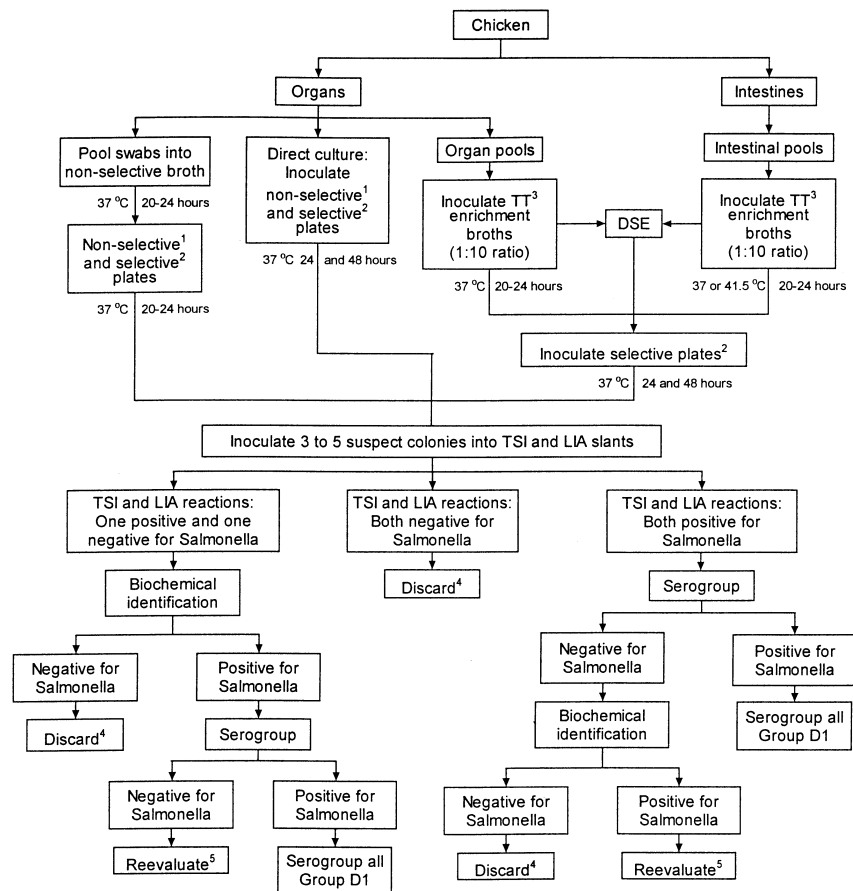 Chicken
Organs
Intestines
Pool swabs into
non-selective broth
Direct culture:
Inoculate
non-selective¹
and selective²
plates
Organ pools
Intestinal pools
37 °C 20-24 hours
Inoculate TT³
enrichment
broths
(1:10 ratio)
DSE
Inoculate TT³
enrichment
broths
(1:10 ratio)
Non-selective¹
and selective²
plates
37 °C 24 and 48 hours
37 °C 20-24 hours
37 or 41.5 °C 20-24 hours
37 °C 20-24 hours
Inoculate selective plates²
37 °C 24 and 48 hours
Inoculate 3 to 5 suspect colonies into TSI and LIA slants
TSI and LIA reactions:
One positive and one
negative for Salmonella
TSI and LIA reactions:
Both negative for
Salmonella
TSI and LIA reactions:
Both positive for
Salmonella
Biochemical
identification
Discard⁴
Serogroup
Negative for
Salmonella
Positive for
Salmonella
Negative for
Salmonella
Positive for
Salmonella
Discard⁴
Serogroup
Biochemical
identification
Serogroup all
Group D1
Negative for
Salmonella
Positive for
Salmonella
Negative for
Salmonella
Positive for
Salmonella
Reevaluate⁵
Serogroup all
Group D1
Discard⁴
Reevaluate⁵